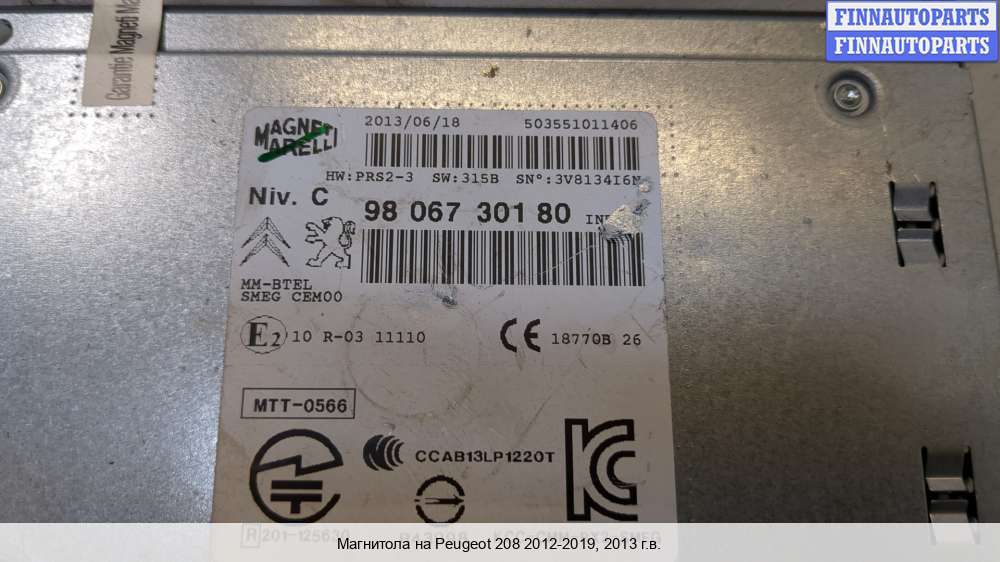 FINNAUTOPARTS
FINNAUTOPARTS
Garantie Magneti
MAGNETI
MARELLI
2013/06/18 503551011406
HW:PRS2-3 SW:315B SN°:3V8134I6N
Niv. C
98 067 301 80
MM-BTEL
SMEG CEM00
E2 10 R-03 11110
CE 18770B 26
MTT-0566
CCAB13LP1220T
R 201-125630
Магнитола на Peugeot 208 2012-2019, 2013 г.в.